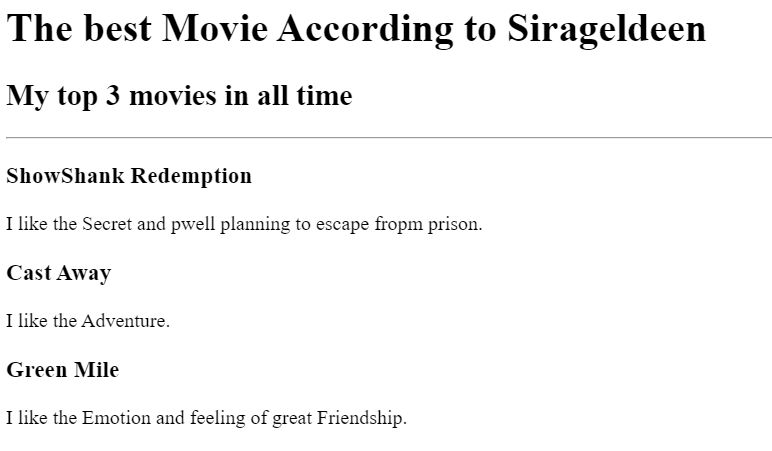 The best Movie According to Sirageldeen
My top 3 movies in all time
ShowShank Redemption
I like the Secret and pwell planning to escape fropm prison.
Cast Away
I like the Adventure.
Green Mile
I like the Emotion and feeling of great Friendship.